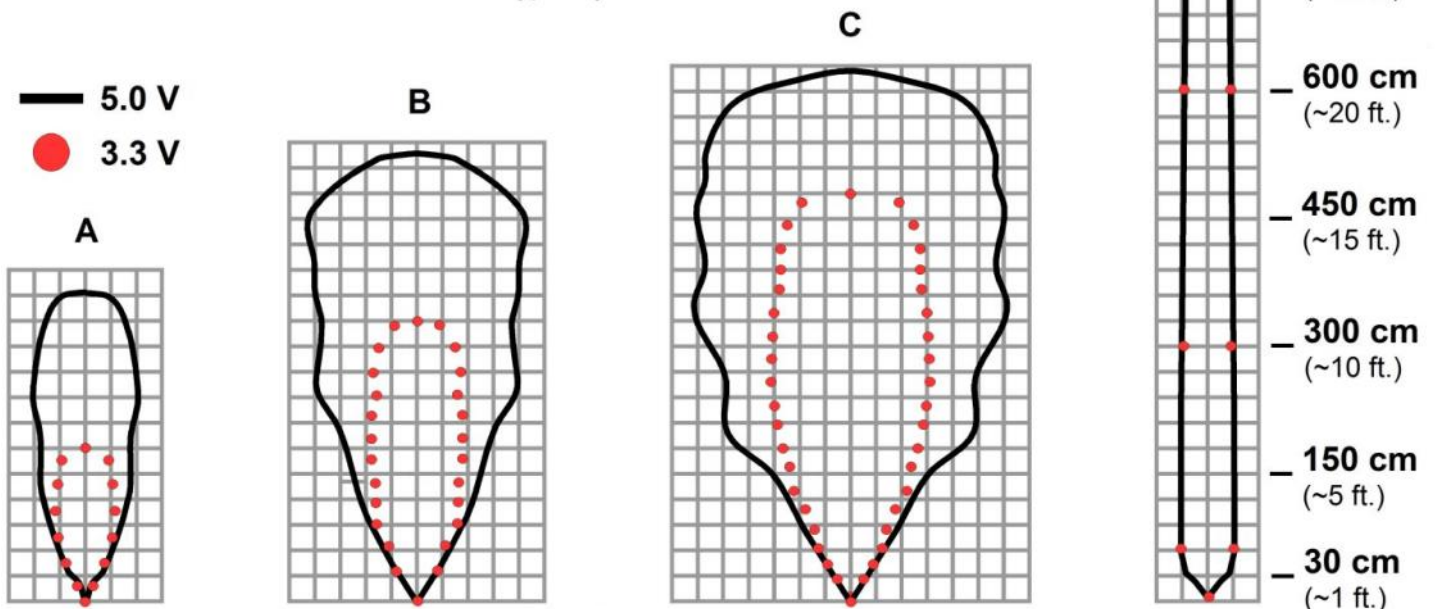 C
5.0 V
B
3.3 V
A
600 cm
(~20 ft.)
450 cm
(~15 ft.)
300 cm
(~10 ft.)
150 cm
(~5 ft.)
30 cm
(~1 ft.)